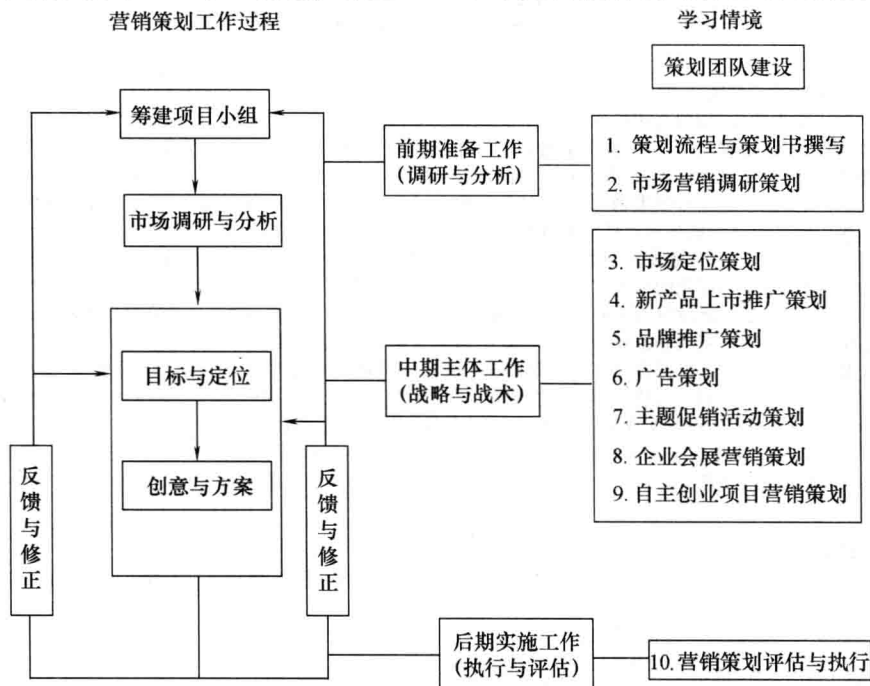 营销策划工作过程
学习情境
策划团队建设
筹建项目小组
前期准备工作
(调研与分析)
1. 策划流程与策划书撰写
2. 市场营销调研策划
市场调研与分析
3. 市场定位策划
4. 新产品上市推广策划
5. 品牌推广策划
6. 广告策划
7. 主题促销活动策划
8. 企业会展营销策划
9. 自主创业项目营销策划
中期主体工作
(战略与战术)
目标与定位
创意与方案
反馈与修正
反馈与修正
后期实施工作
(执行与评估)
10.营销策划评估与执行